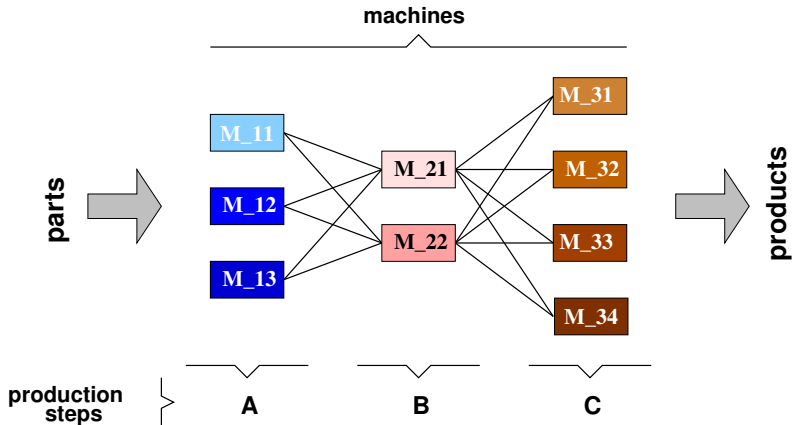 machines
M_31
M_11
M_21
M_32
parts
products
M_12
M_22
M_33
M_13
M_34
production
steps
A
B
C